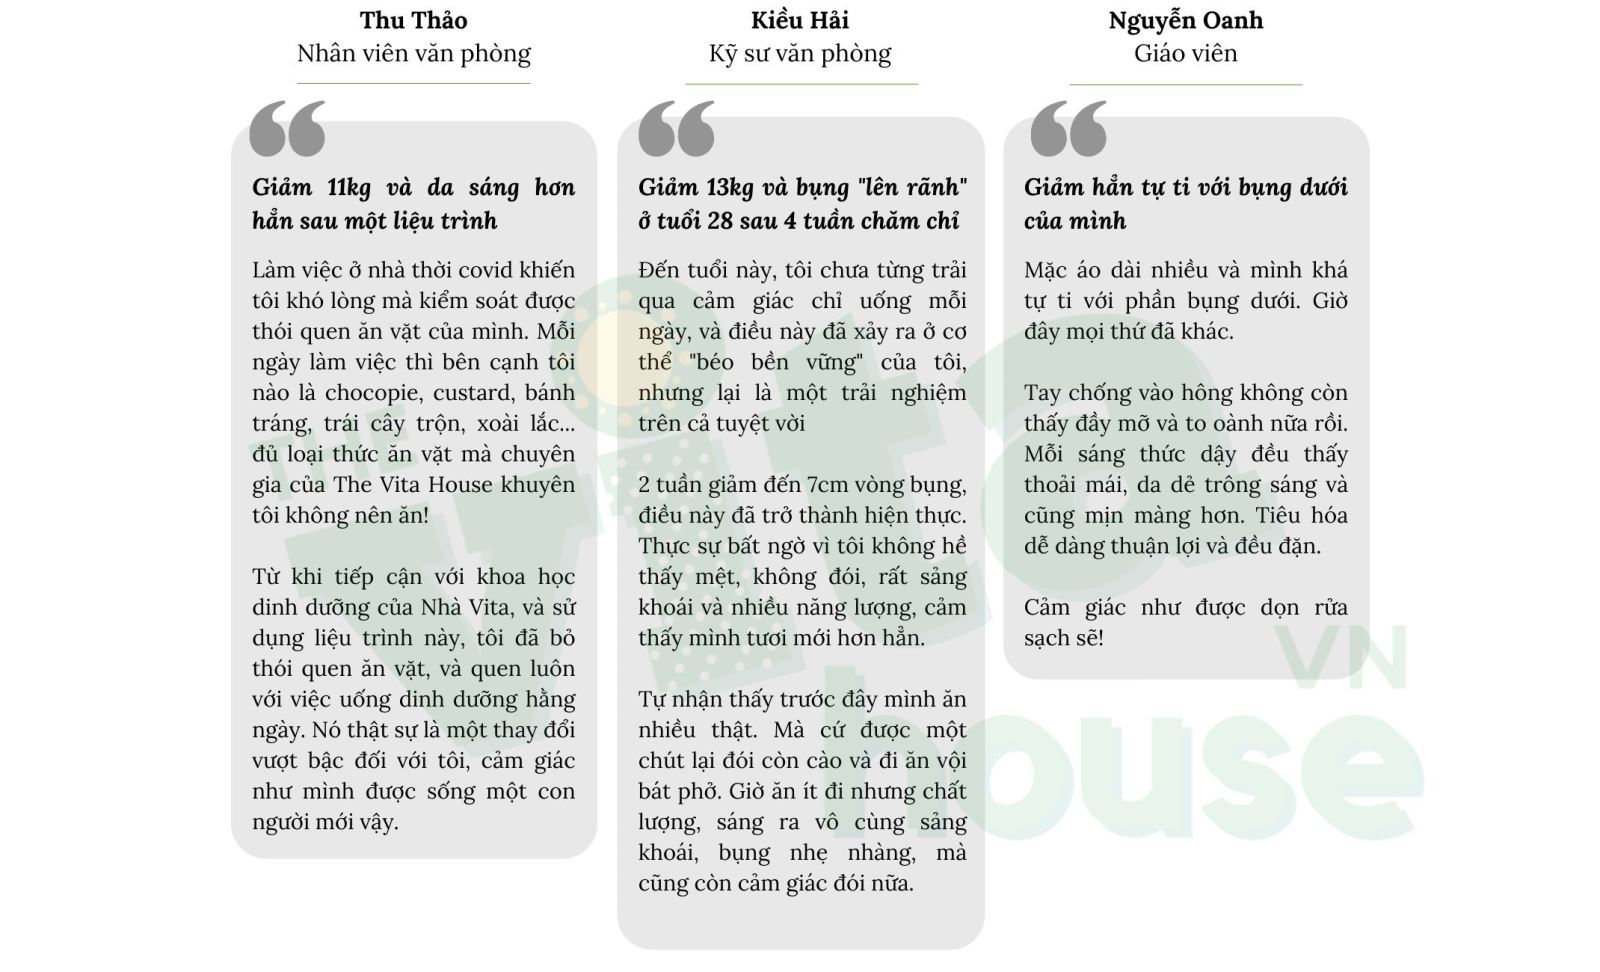 Thu Thảo
Nhân viên văn phòng
Giảm 11kg và da sáng hơn
hẳn sau một liệu trình
Làm việc ở nhà thời covid khiến
tôi khó lòng mà kiểm soát được
thói quen ăn vặt của mình. Mỗi
ngày làm việc thì bên cạnh tôi
nào là chocopie, custard, bánh
tráng, trái cây trộn, xoài lắc...
đủ loại thức ăn vặt mà chuyên
gia của The Vita House khuyên
tôi không nên ăn!
Từ khi tiếp cận với khoa học
dinh dưỡng của Nhà Vita, và sử
dụng liệu trình này, tôi đã bỏ
thói quen ăn vặt, và quen luôn
với việc uống dinh dưỡng hằng
ngày. Nó thật sự là một thay đổi
vượt bậc đối với tôi, cảm giác
như mình được sống một con
người mới vậy.
Kiều Hải
Kỹ sư văn phòng
Giảm 13kg và bụng "lên rãnh"
ở tuổi 28 sau 4 tuần chăm chỉ
Đến tuổi này, tôi chưa từng trải
qua cảm giác chỉ uống mỗi
ngày, và điều này đã xảy ra ở cơ
thể "béo bền vững" của tôi,
nhưng lại là một trải nghiệm
trên cả tuyệt vời
2 tuần giảm đến 7cm vòng bụng,
điều này đã trở thành hiện thực.
Thực sự bất ngờ vì tôi không hề
thấy mệt, không đói, rất sảng
khoái và nhiều năng lượng, cảm
thấy mình tươi mới hơn hẳn.
Tự nhận thấy trước đây mình ăn
nhiều thật. Mà cứ được một
chút lại đói còn cào và đi ăn vội
bát phở. Giờ ăn ít đi nhưng chất
lượng, sáng ra vô cùng sảng
khoái, bụng nhẹ nhàng, mà
cũng còn cảm giác đói nữa.
Nguyễn Oanh
Giáo viên
Giảm hẳn tự ti với bụng dưới
của mình
Mặc áo dài nhiều và mình khá
tự ti với phần bụng dưới. Giờ
đây mọi thứ đã khác.
Tay chống vào hông không còn
thấy đầy mỡ và to oành nữa rồi.
Mỗi sáng thức dậy đều thấy
thoải mái, da dẻ trông sáng và
cũng mịn màng hơn. Tiêu hóa
dễ dàng thuận lợi và đều đặn.
Cảm giác như được dọn rửa
sạch sẽ!
THE
vita
VN
house